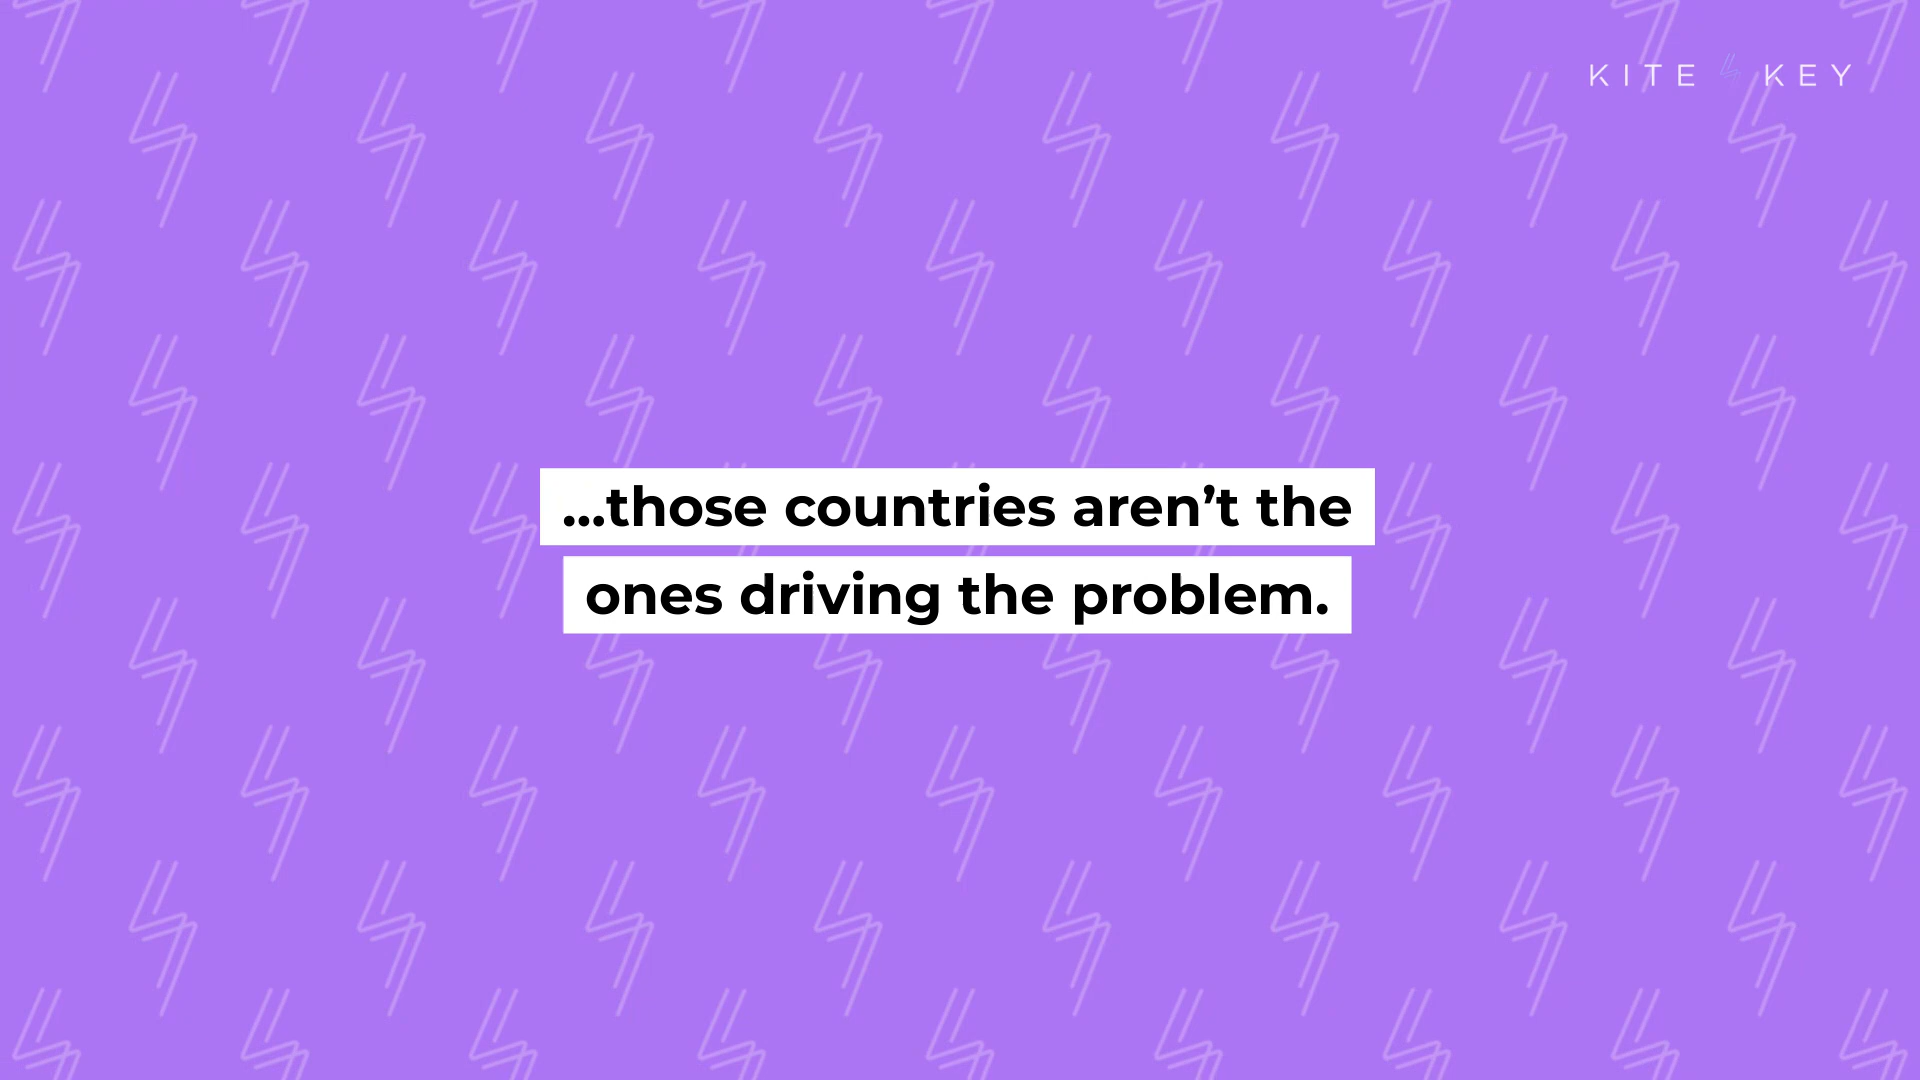 KITE KEY
...those countries aren’t the
ones driving the problem.